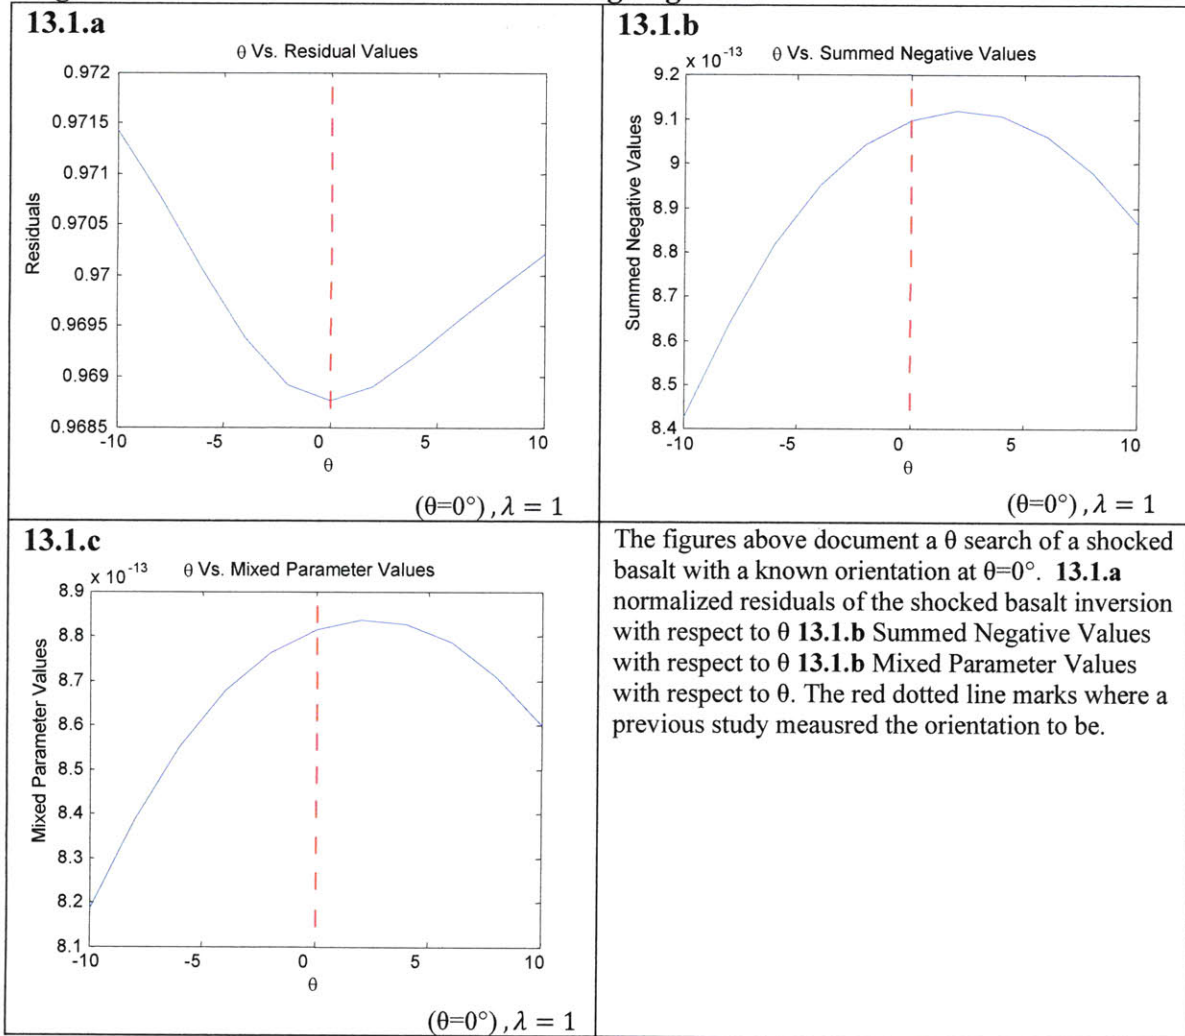 13.1.a
θ Vs. Residual Values
0.972
0.9715
0.971
0.9705
0.97
0.9695
0.969
0.9685
Residuals
-10 -5 0 5 10
θ
(θ=0°), λ = 1
13.1.b
x 10-13 θ Vs. Summed Negative Values
9.2
9.1
9
8.9
8.8
8.7
8.6
8.5
8.4
Summed Negative Values
-10 -5 0 5 10
θ
(θ=0°), λ = 1
13.1.c
x 10-13 θ Vs. Mixed Parameter Values
8.9
8.8
8.7
8.6
8.5
8.4
8.3
8.2
8.1
Mixed Parameter Values
-10 -5 0 5 10
θ
(θ=0°), λ = 1
The figures above document a θ search of a shocked
basalt with a known orientation at θ=0°. 13.1.a
normalized residuals of the shocked basalt inversion
with respect to θ 13.1.b Summed Negative Values
with respect to θ 13.1.b Mixed Parameter Values
with respect to θ. The red dotted line marks where a
previous study meausred the orientation to be.